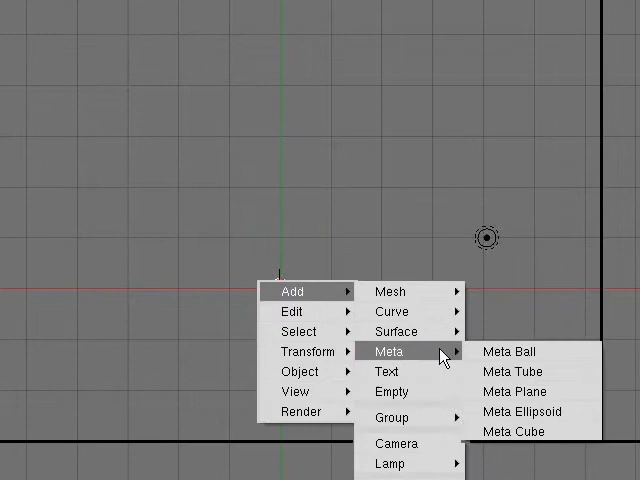 Add
Edit
Select
Transform
Object
View
Render
Mesh
Curve
Surface
Meta
Text
Empty
Group
Camera
Lamp
Meta Ball
Meta Tube
Meta Plane
Meta Ellipsoid
Meta Cube